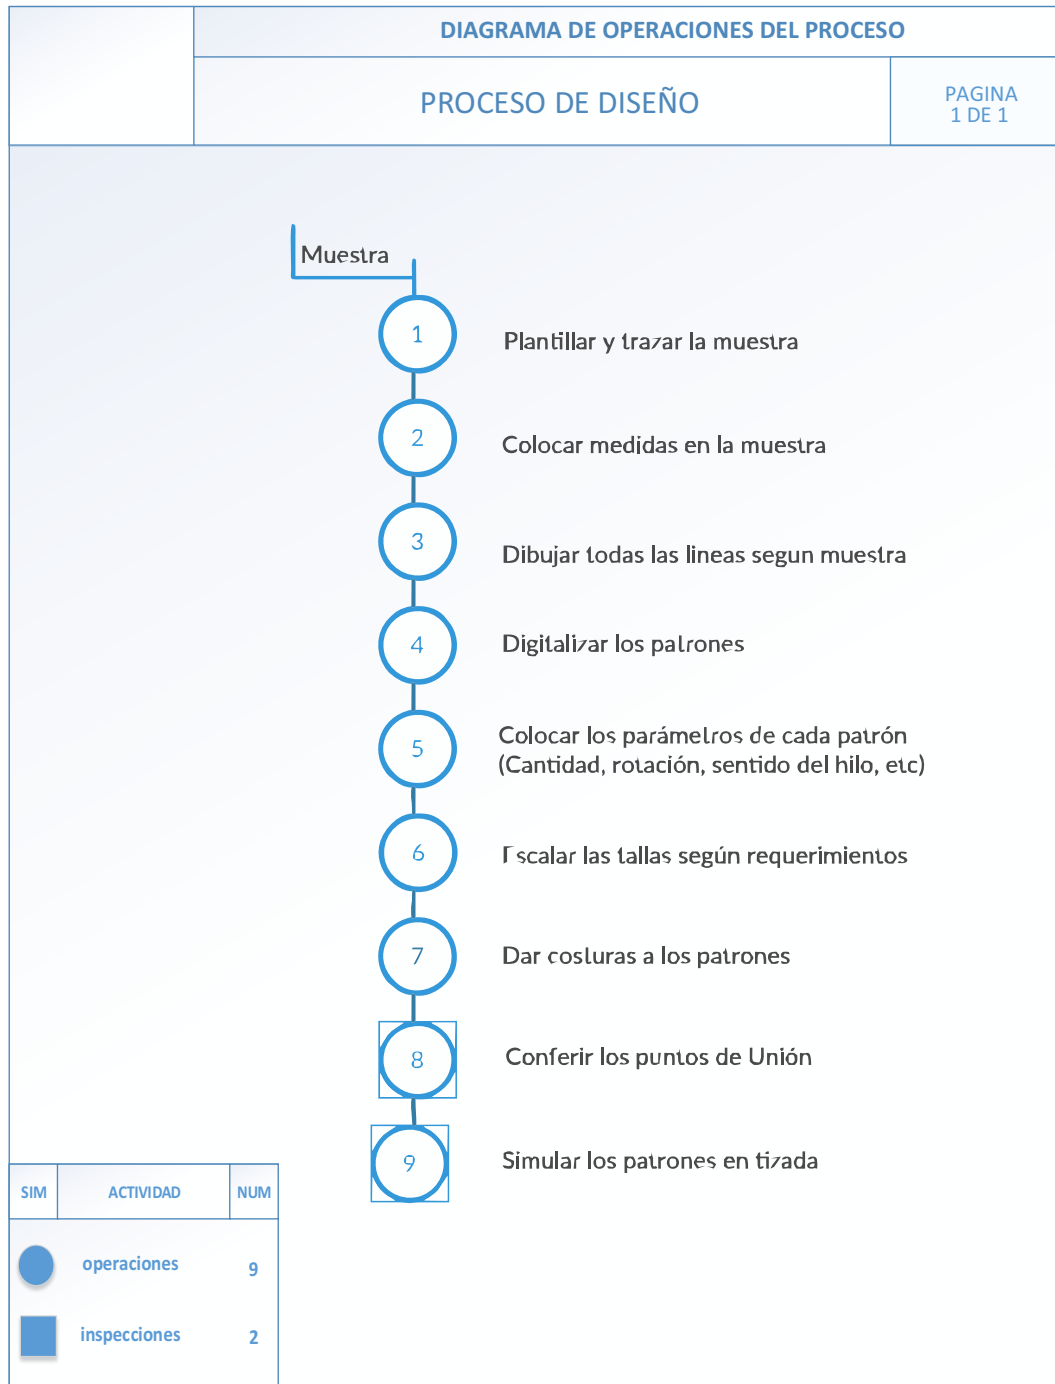 DIAGRAMA DE OPERACIONES DEL PROCESO
PROCESO DE DISEÑO
PAGINA
1 DE 1
Muestra
1
Plantillar y trazar la muestra
2
Colocar medidas en la muestra
3
Dibujar todas las lineas segun muestra
4
Digitalizar los patrones
5
Colocar los parámetros de cada patrón
(Cantidad, rotación, sentido del hilo, etc)
6
Escalar las tallas según requerimientos
7
Dar costuras a los patrones
8
Conferir los puntos de Unión
9
Simular los patrones en tizada
SIM ACTIVIDAD NUM
operaciones 9
inspecciones 2